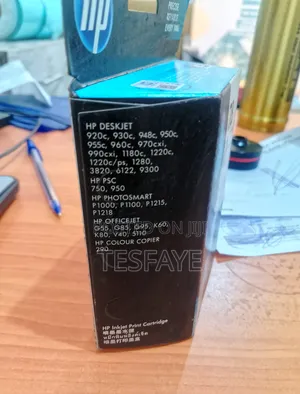 hp
HP DESKJET
920c, 930c, 948c, 950c,
955c, 960c, 970cxi,
990cxi, 1180c, 1220c,
1220c/ps, 1280,
3820, 6122, 9300
HP PSC
750, 950
HP PHOTOSMART
P1000, P1100, P1215,
P1218
HP OFFICEJET
G55, G85, G95, K60,
K80, V40, 5110
HP COLOUR COPIER
290
TESFAYE
HP Inkjet Print Cartridge